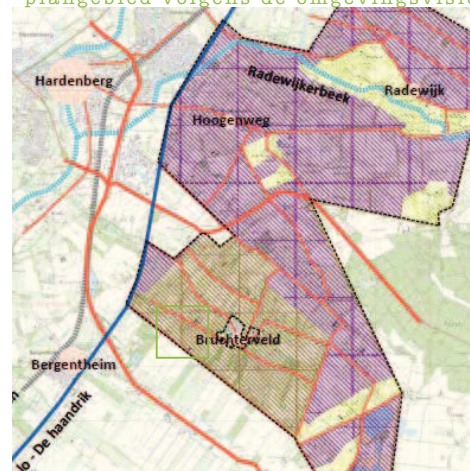 plangebied volgens de omgevingsvisie
Hardenberg
Radewijkerbeek
Radewijk
Hoogenweg
Bruchterveld
Bergentheim
lo - De haandrik